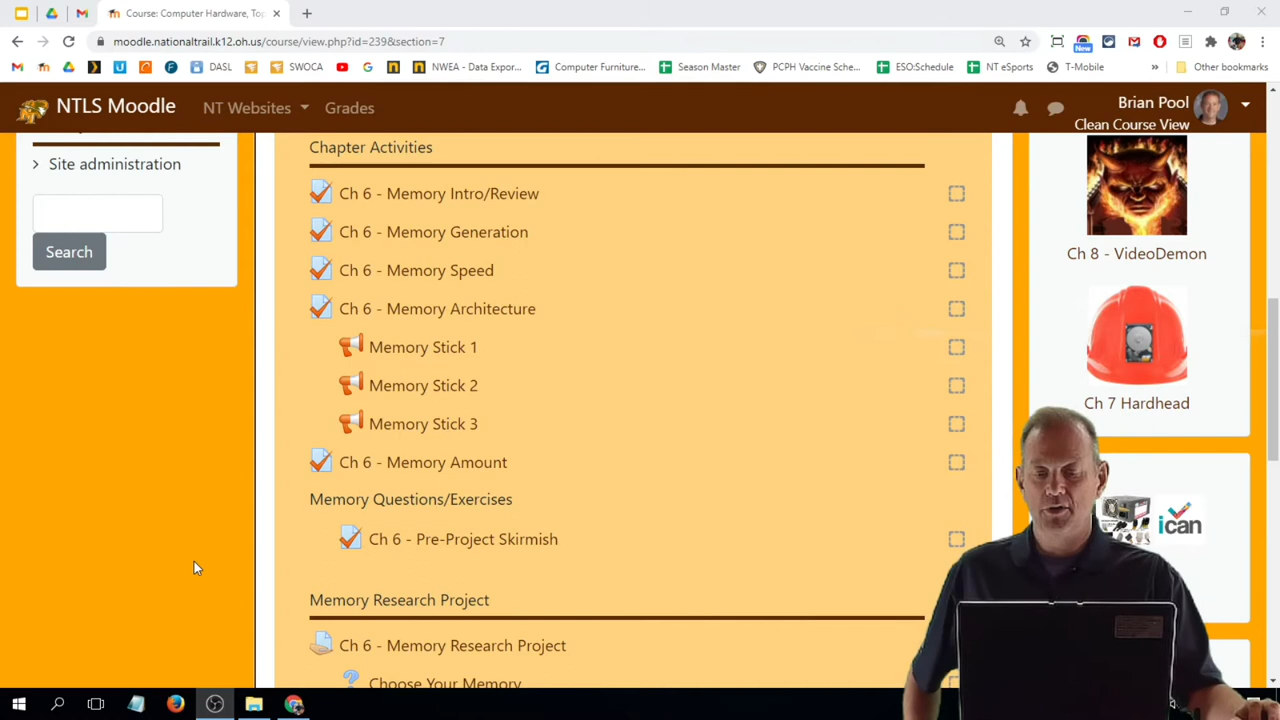 Course: Computer Hardware, Top
moodle.nationaltrail.k12.oh.us/course/view.php?id=239&section=7
New
DASL
SWOCA
NWEA - Data Expor...
Computer Furniture...
Season Master
PCPH Vaccine Sche...
ESO:Schedule
NT eSports
T-Mobile
»
Other bookmarks
NTLS Moodle
NT Websites
Grades
Brian Pool
Clean Course View
Site administration
Search
Chapter Activities
Ch 6 - Memory Intro/Review
Ch 6 - Memory Generation
Ch 6 - Memory Speed
Ch 6 - Memory Architecture
Memory Stick 1
Memory Stick 2
Memory Stick 3
Ch 6 - Memory Amount
Memory Questions/Exercises
Ch 6 - Pre-Project Skirmish
Memory Research Project
Ch 6 - Memory Research Project
Choose Your Memory
Ch 8 - VideoDemon
Ch 7 Hardhead
ican